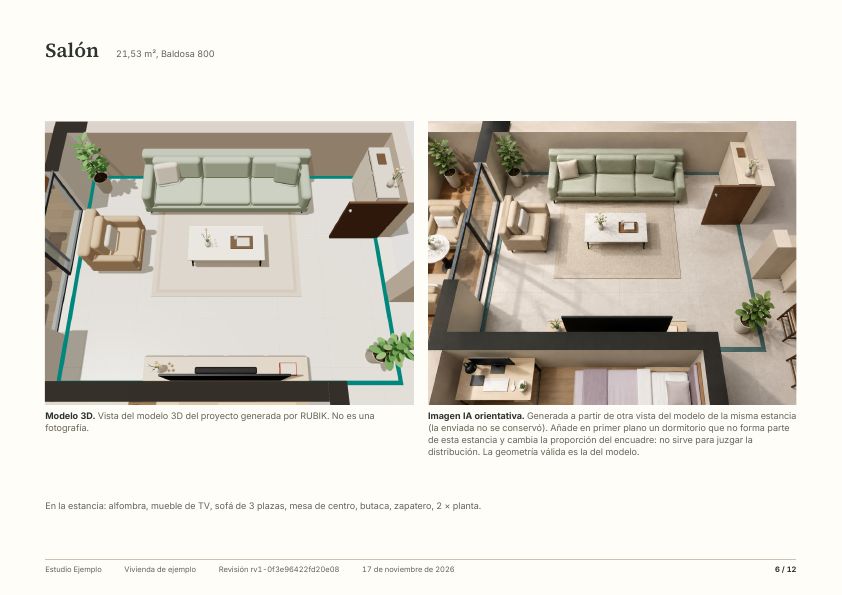 Salón 21,53 m², Baldosa 800
Modelo 3D. Vista del modelo 3D del proyecto generada por RUBIK. No es una
fotografía.
Imagen IA orientativa. Generada a partir de otra vista del modelo de la misma estancia
(la enviada no se conservó). Añade en primer plano un dormitorio que no forma parte
de esta estancia y cambia la proporción del encuadre: no sirve para juzgar la
distribución. La geometría válida es la del modelo.
En la estancia: alfombra, mueble de TV, sofá de 3 plazas, mesa de centro, butaca, zapatero, 2 × planta.
Estudio Ejemplo Vivienda de ejemplo Revisión rv1-0f3e96422fd20e08 17 de noviembre de 2026 6 / 12